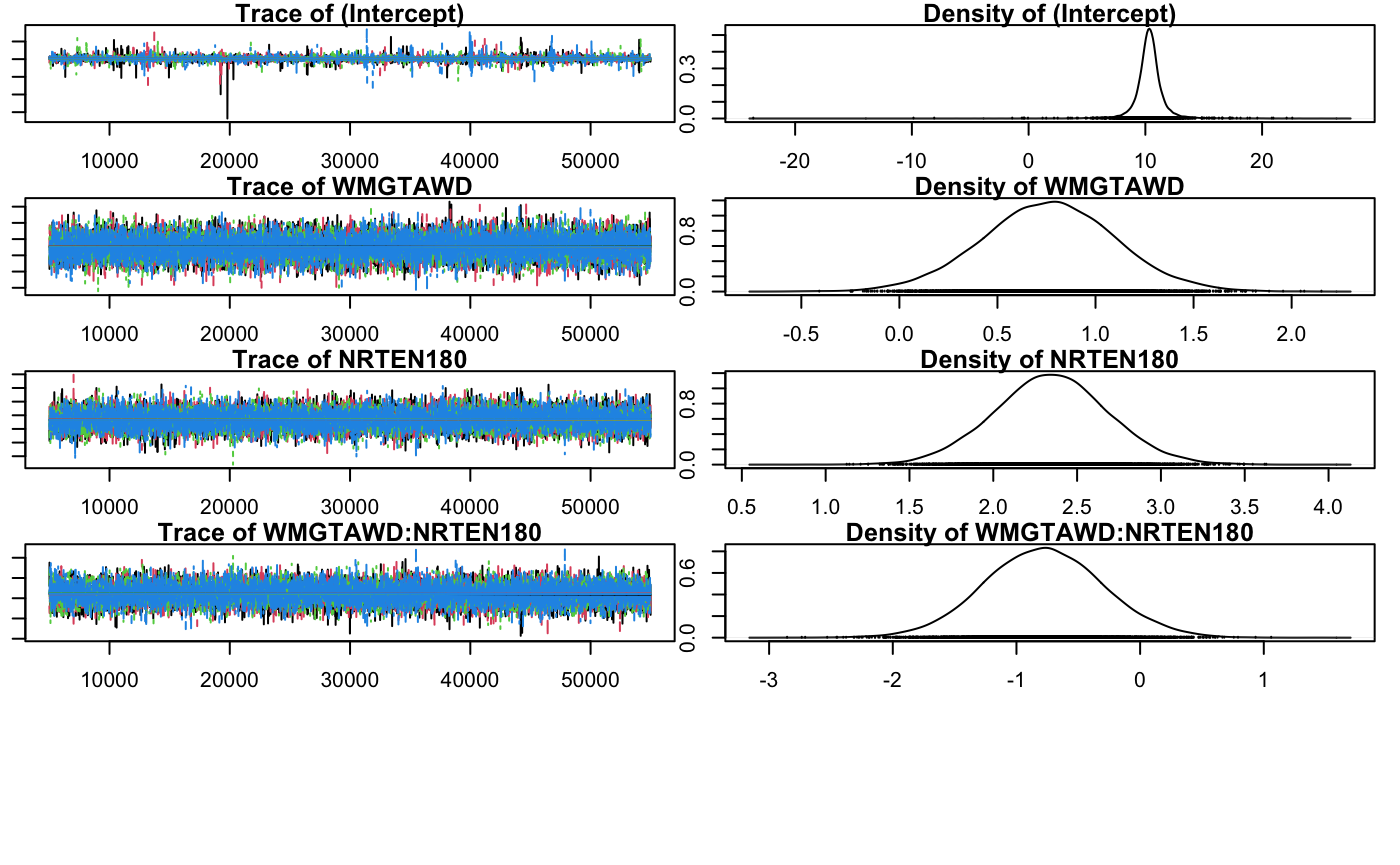 Trace of (Intercept)
Density of (Intercept)
0.0 0.3
10000 20000 30000 40000 50000
-20 -10 0 10 20
Trace of WMGTAWD
Density of WMGTAWD
0.0 0.8
10000 20000 30000 40000 50000
-0.5 0.0 0.5 1.0 1.5 2.0
Trace of NRTEN180
Density of NRTEN180
0.0 0.8
10000 20000 30000 40000 50000
0.5 1.0 1.5 2.0 2.5 3.0 3.5 4.0
Trace of WMGTAWD:NRTEN180
Density of WMGTAWD:NRTEN180
0.0 0.6
10000 20000 30000 40000 50000
-3 -2 -1 0 1